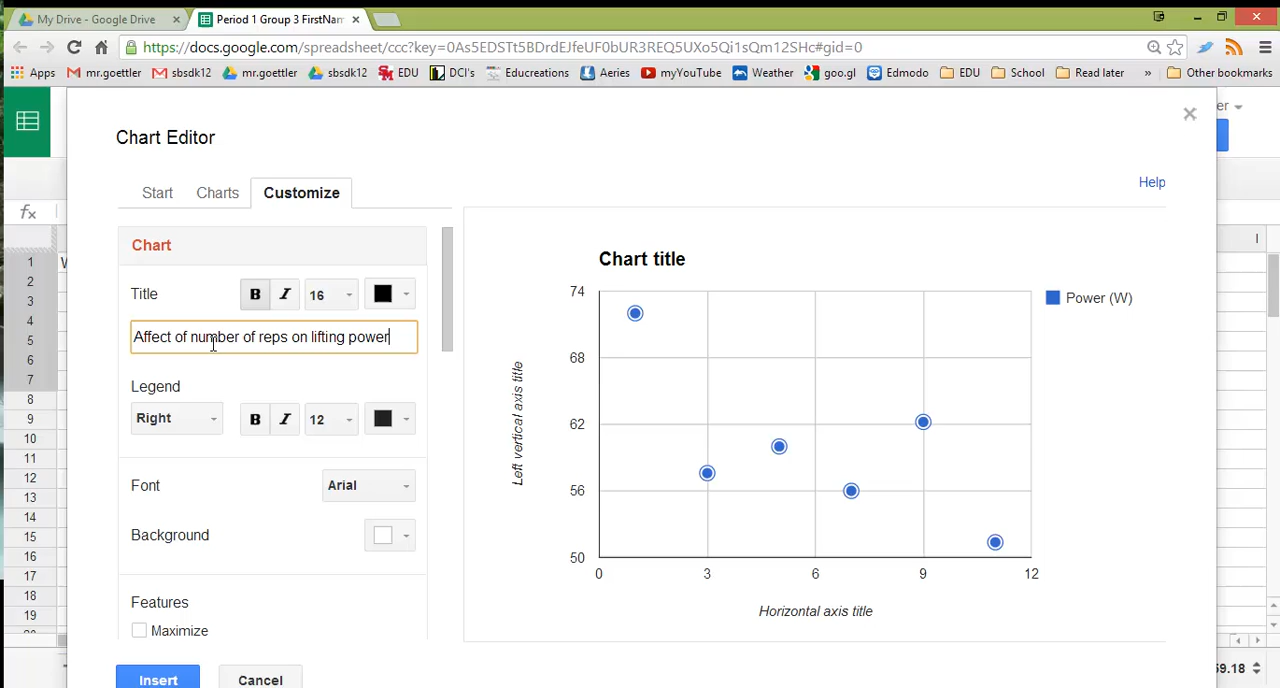 My Drive - Google Drive × Period 1 Group 3 FirstNam ×
https://docs.google.com/spreadsheet/ccc?key=0As5EDSTt5BDrdEJfeUF0bUR3REQ5UXo5Qi1sQm12SHc#gid=0
Apps mr.goettler sbsdk12 mr.goettler sbsdk12 EDU DCI's Educreations Aeries myYouTube Weather goo.gl Edmodo EDU School Read later » Other bookmarks
er
×
Chart Editor
Help
Start Charts Customize
fx
I
Chart
Title B I 16
Affect of number of reps on lifting power
Legend
Right B I 12
Font Arial
Background
Features
Maximize
Insert Cancel
Chart title
74
68
62
56
50
0 3 6 9 12
Left vertical axis title
Horizontal axis title
Power (W)
1
2
3
4
5
6
7
8
9
10
11
12
13
14
15
16
17
18
19
59.18